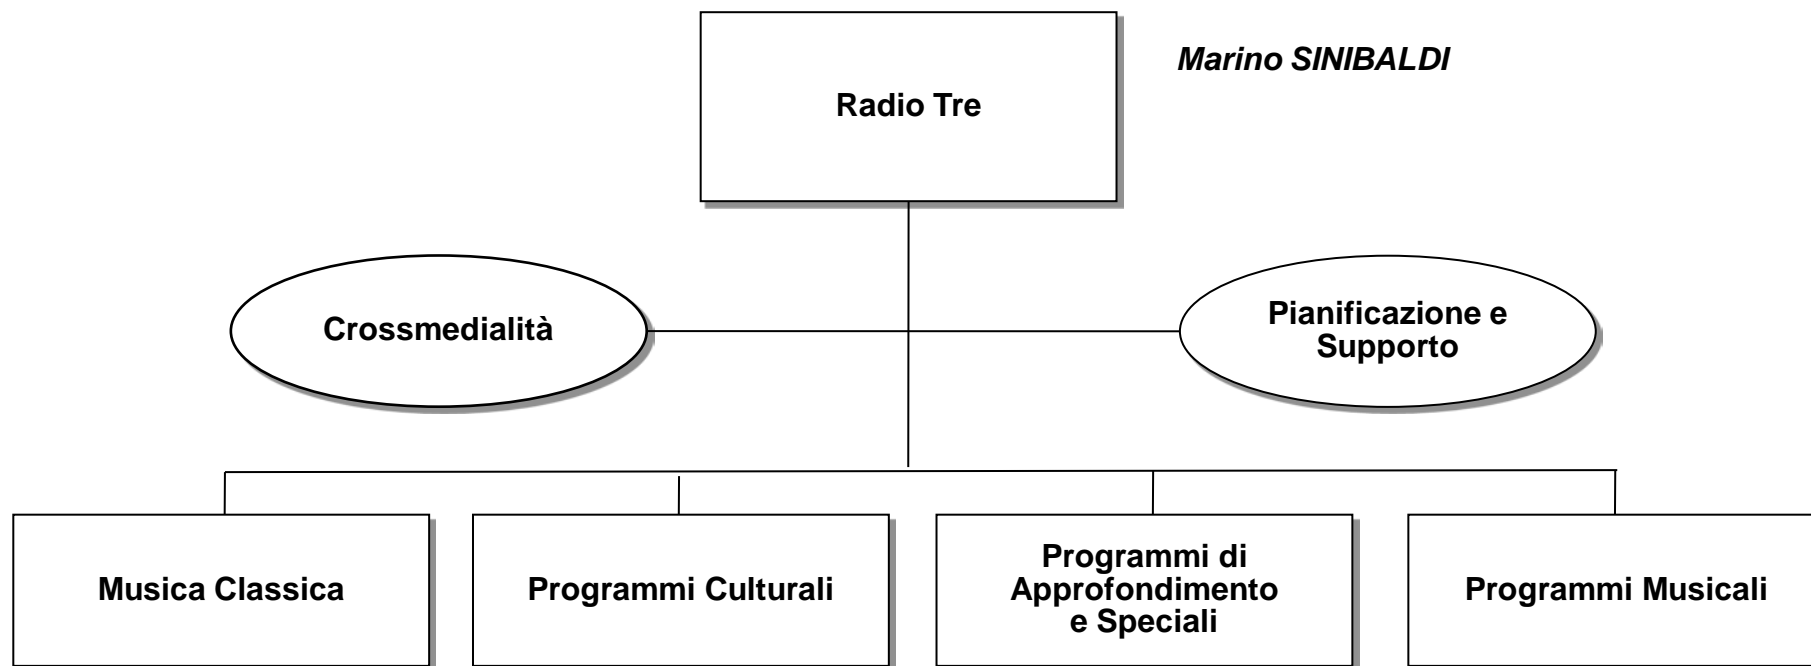 Marino SINIBALDI
Radio Tre
Crossmedialità
Pianificazione e
Supporto
Musica Classica
Programmi Culturali
Programmi di
Approfondimento
e Speciali
Programmi Musicali